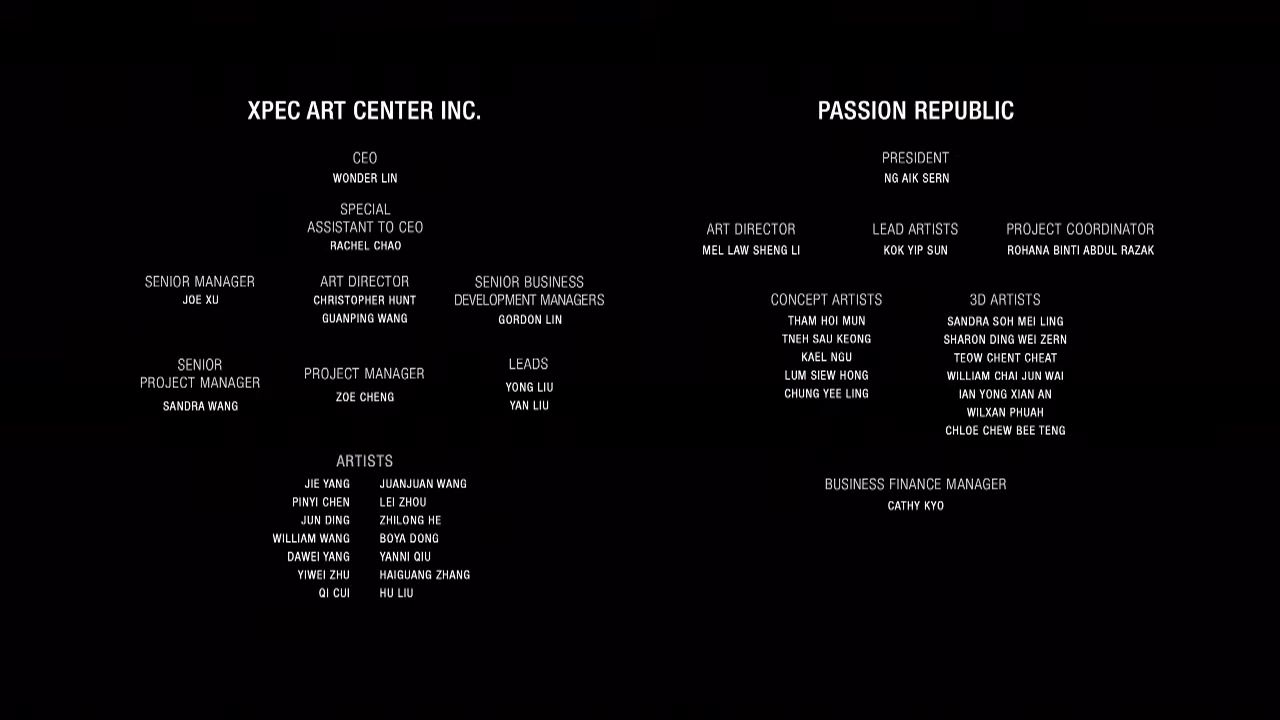 XPEC ART CENTER INC.
CEO
WONDER LIN
SPECIAL
ASSISTANT TO CEO
RACHEL CHAO
SENIOR MANAGER
JOE XU
ART DIRECTOR
CHRISTOPHER HUNT
GUANPING WANG
SENIOR BUSINESS
DEVELOPMENT MANAGERS
GORDON LIN
SENIOR
PROJECT MANAGER
SANDRA WANG
PROJECT MANAGER
ZOE CHENG
LEADS
YONG LIU
YAN LIU
ARTISTS
JIE YANG JUANJUAN WANG
PINYI CHEN LEI ZHOU
JUN DING ZHILONG HE
WILLIAM WANG BOYA DONG
DAWEI YANG YANNI QIU
YIWEI ZHU HAIGUANG ZHANG
QI CUI HU LIU
PASSION REPUBLIC
PRESIDENT
NG AIK SERN
ART DIRECTOR
MEL LAW SHENG LI
LEAD ARTISTS
KOK YIP SUN
PROJECT COORDINATOR
ROHANA BINTI ABDUL RAZAK
CONCEPT ARTISTS
THAM HOI MUN
TNEH SAU KEONG
KAEL NGU
LUM SIEW HONG
CHUNG YEE LING
3D ARTISTS
SANDRA SOH MEI LING
SHARON DING WEI ZERN
TEOW CHENT CHEAT
WILLIAM CHAI JUN WAI
IAN YONG XIAN AN
WILXAN PHUAH
CHLOE CHEW BEE TENG
BUSINESS FINANCE MANAGER
CATHY KYO